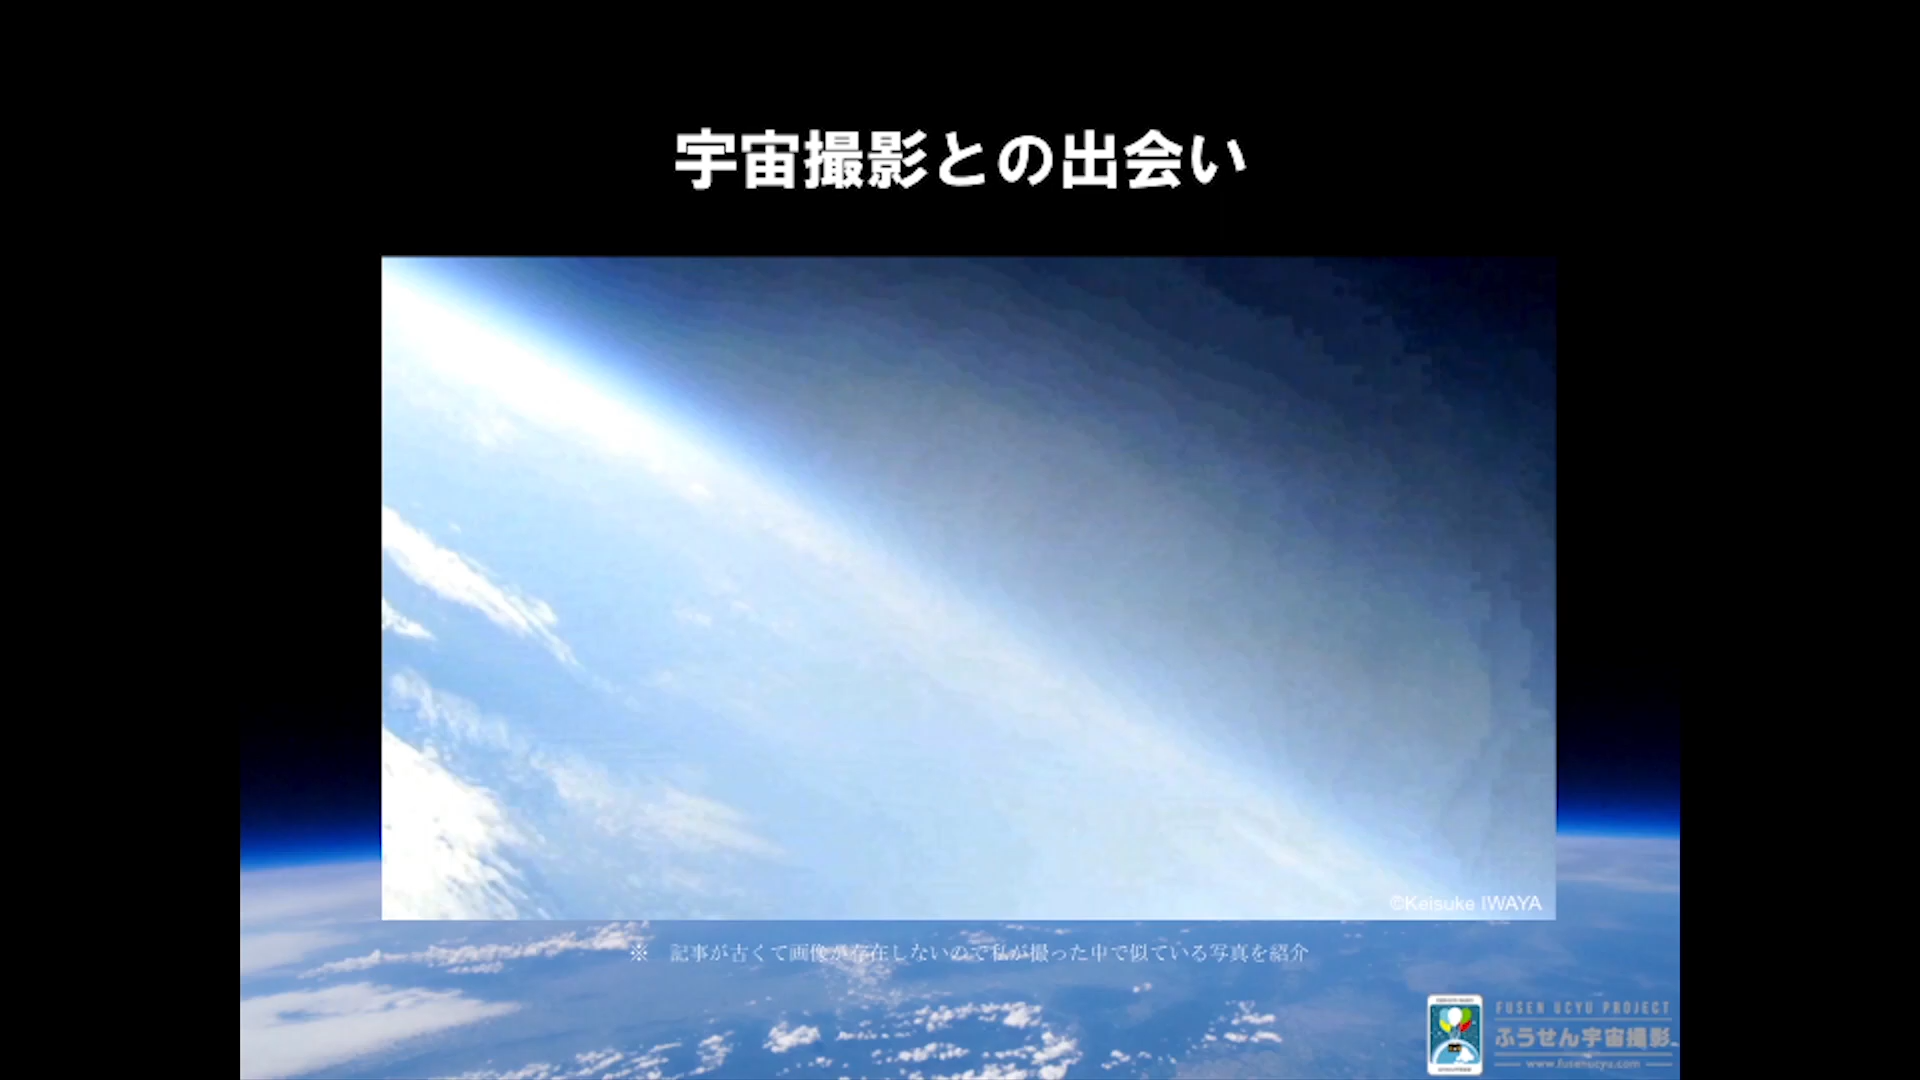 宇宙撮影との出会い
©Keisuke IWAYA
※　記事が古くて画像が存在しないので私が撮った中で似ている写真を紹介
FUSEN UCYU PROJECT
ふうせん宇宙撮影
www.fusenucyu.com